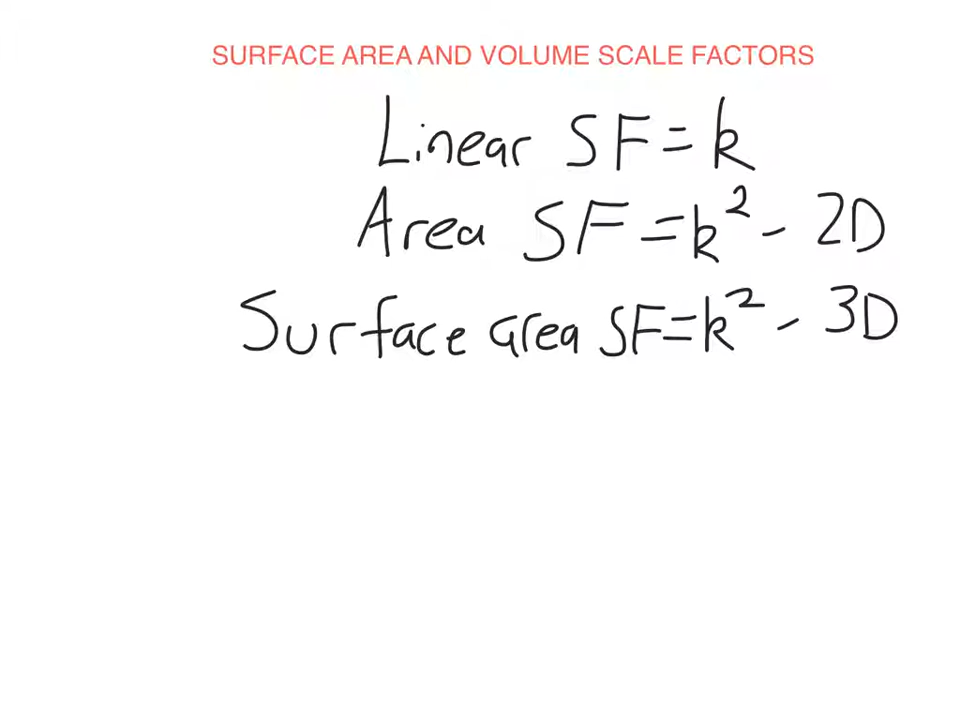 SURFACE AREA AND VOLUME SCALE FACTORS
Linear SF = k
Area SF = k² - 2D
Surface area SF = k² - 3D